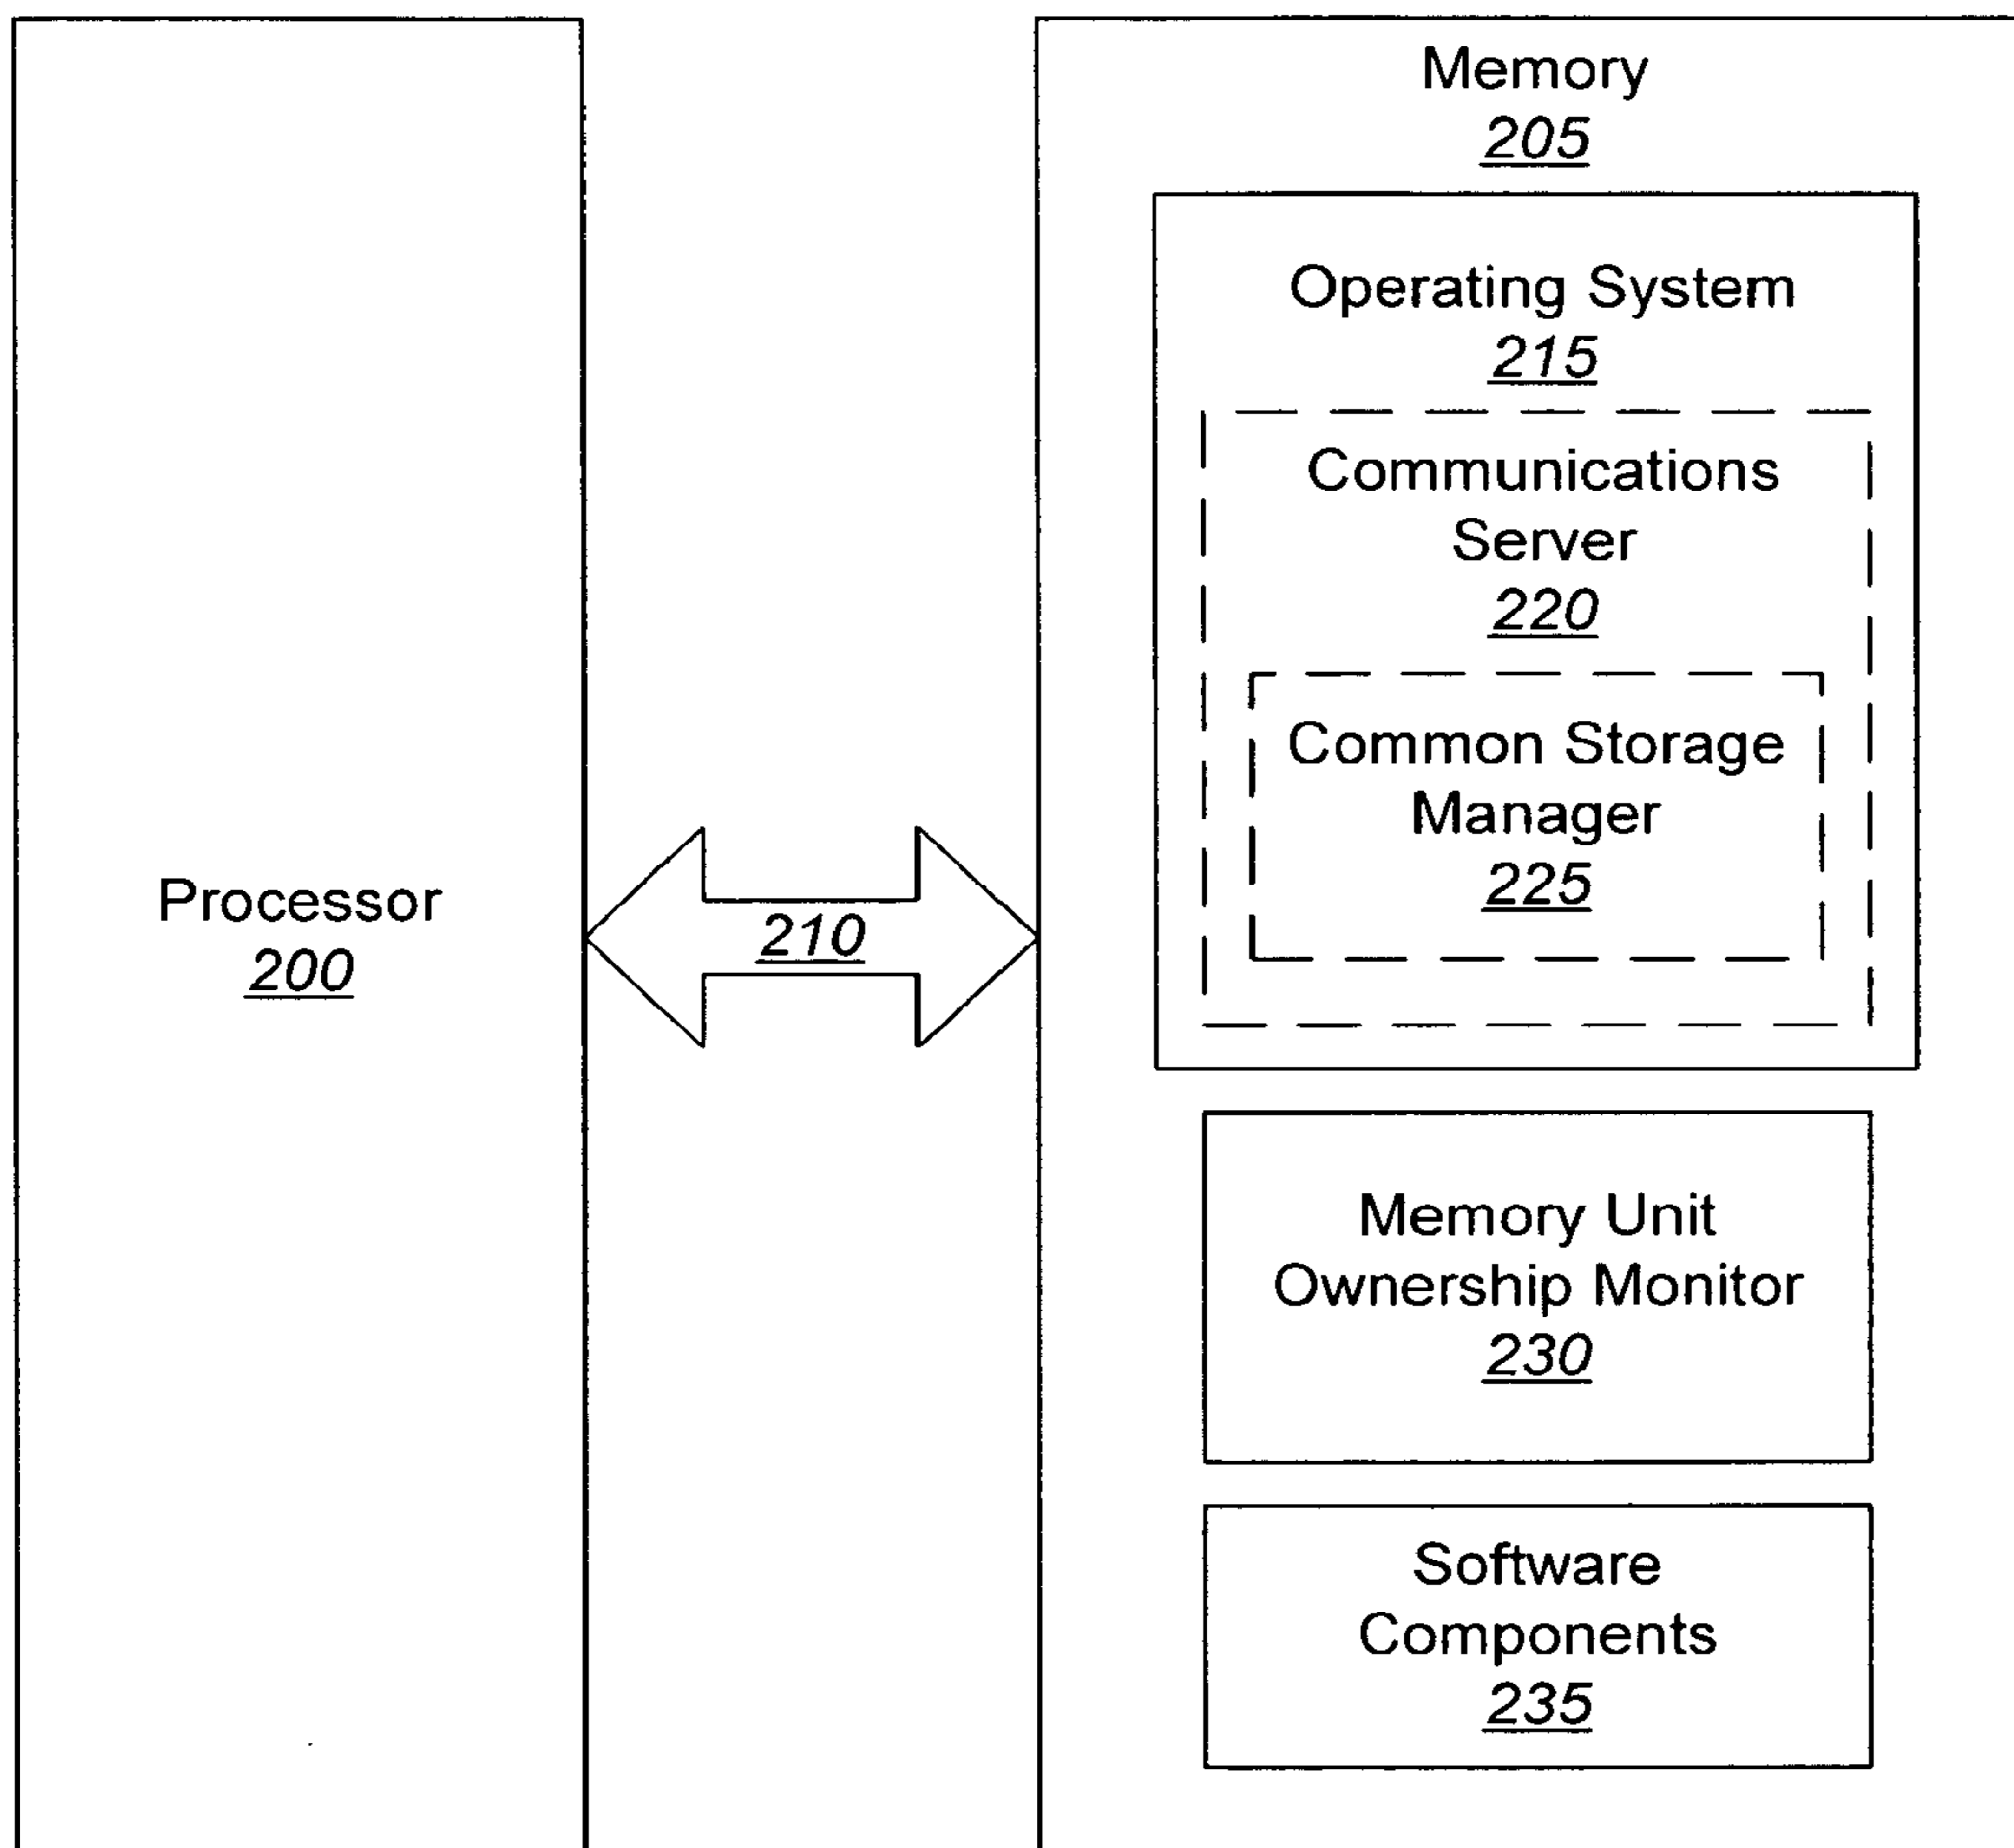 Memory
205
Operating System
215
Communications
Server
220
Common Storage
Manager
225
Processor
200
210
Memory Unit
Ownership Monitor
230
Software
Components
235